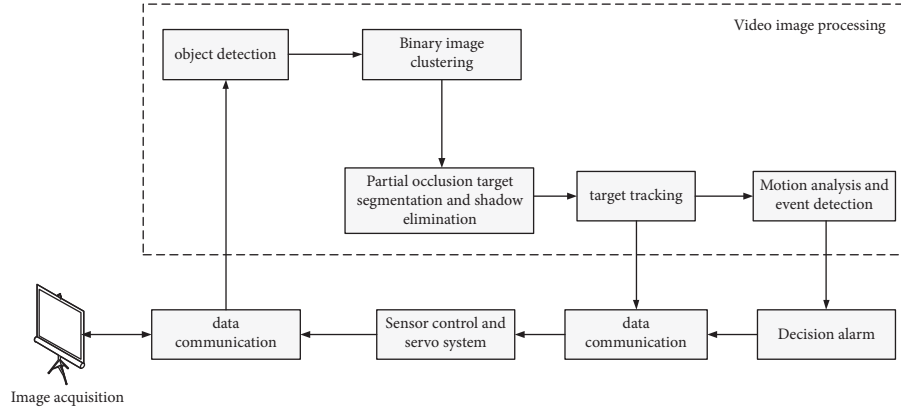 Video image processing
object detection
Binary image
clustering
Partial occlusion target
segmentation and shadow
elimination
target tracking
Motion analysis and
event detection
data
communication
Sensor control and
servo system
data
communication
Decision alarm
Image acquisition